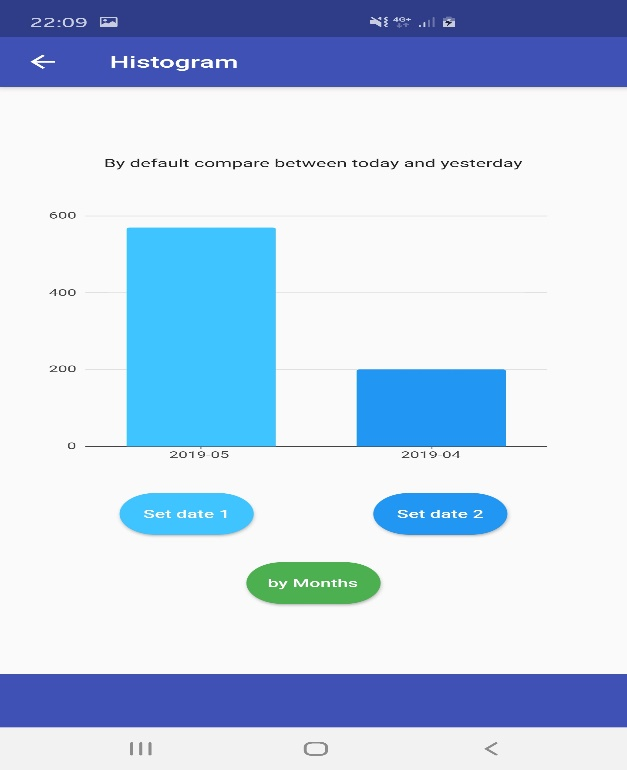 22:09 4G+
Histogram
By default compare between today and yesterday
600
400
200
0
2019-05 2019-04
Set date 1 Set date 2
by Months